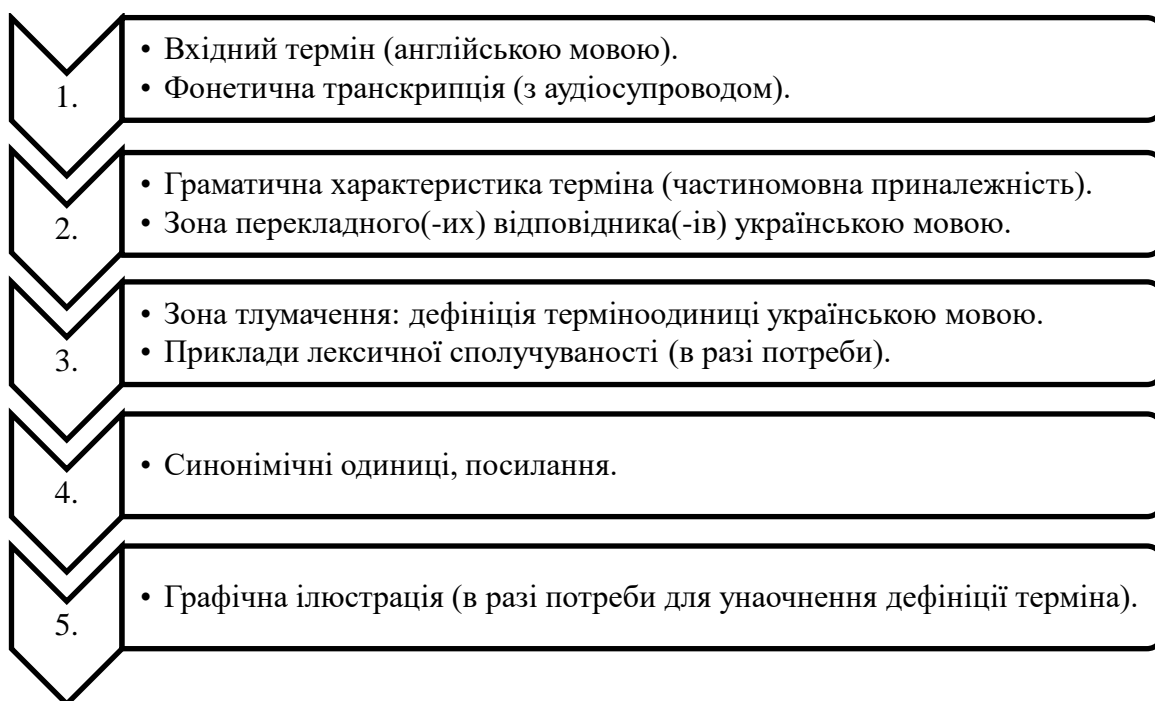 1.
• Вхідний термін (англійською мовою).
• Фонетична транскрипція (з аудіосупроводом).
2.
• Граматична характеристика терміна (частиномовна приналежність).
• Зона перекладного(-их) відповідника(-ів) українською мовою.
3.
• Зона тлумачення: дефініція терміноодиниці українською мовою.
• Приклади лексичної сполучуваності (в разі потреби).
4.
• Синонімічні одиниці, посилання.
5.
• Графічна ілюстрація (в разі потреби для унаочнення дефініції терміна).